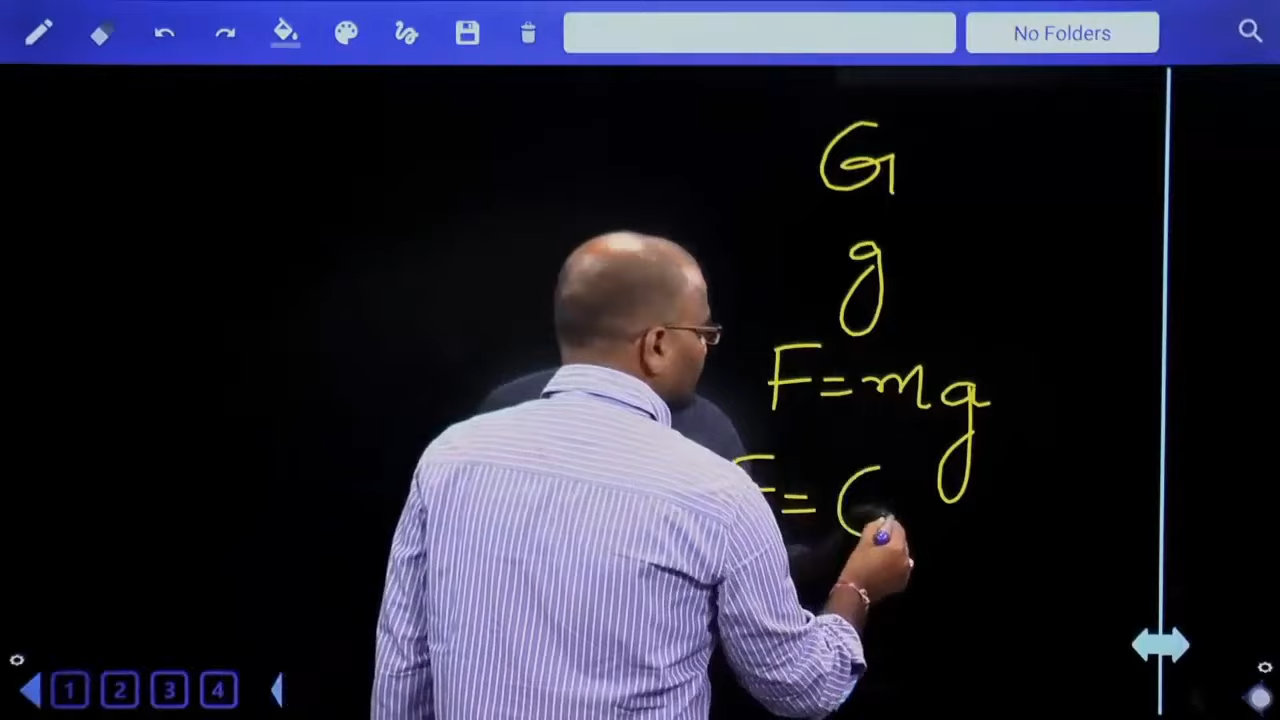 No Folders
G
g
F = mg
F =
1 2 3 4